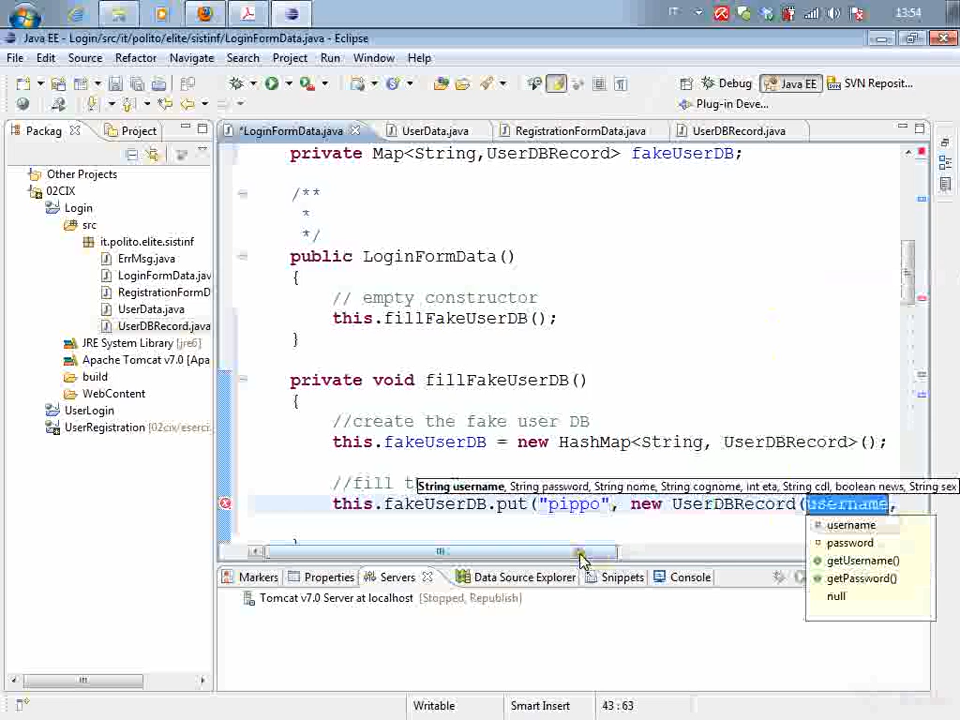 IT
13:54
Java EE - Login/src/it/polito/elite/sistinf/LoginFormData.java - Eclipse
File Edit Source Refactor Navigate Search Project Run Window Help
Debug Java EE SVN Reposit...
Plug-in Deve...
Packag Project
*LoginFormData.java UserData.java RegistrationFormData.java UserDBRecord.java
Other Projects
02CIX
Login
src
it.polito.elite.sistinf
ErrMsg.java
LoginFormData.jav
RegistrationFormD
UserData.java
UserDBRecord.java
JRE System Library [jre6]
Apache Tomcat v7.0 [Apa
build
WebContent
UserLogin
UserRegistration [02civ/eserci
private Map<String,UserDBRecord> fakeUserDB;
/**
*
*/
public LoginFormData()
{
// empty constructor
this.fillFakeUserDB();
}
private void fillFakeUserDB()
{
//create the fake user DB
this.fakeUserDB = new HashMap<String, UserDBRecord>();
//fill t
String username, String password, String nome, String cognome, int eta, String cdl, boolean news, String sex
this.fakeUserDB.put("pippo", new UserDBRecord(username,
username
password
getUsername()
getPassword()
null
Markers Properties Servers Data Source Explorer Snippets Console
Tomcat v7.0 Server at localhost [Stopped, Republish]
Writable Smart Insert 43 : 63